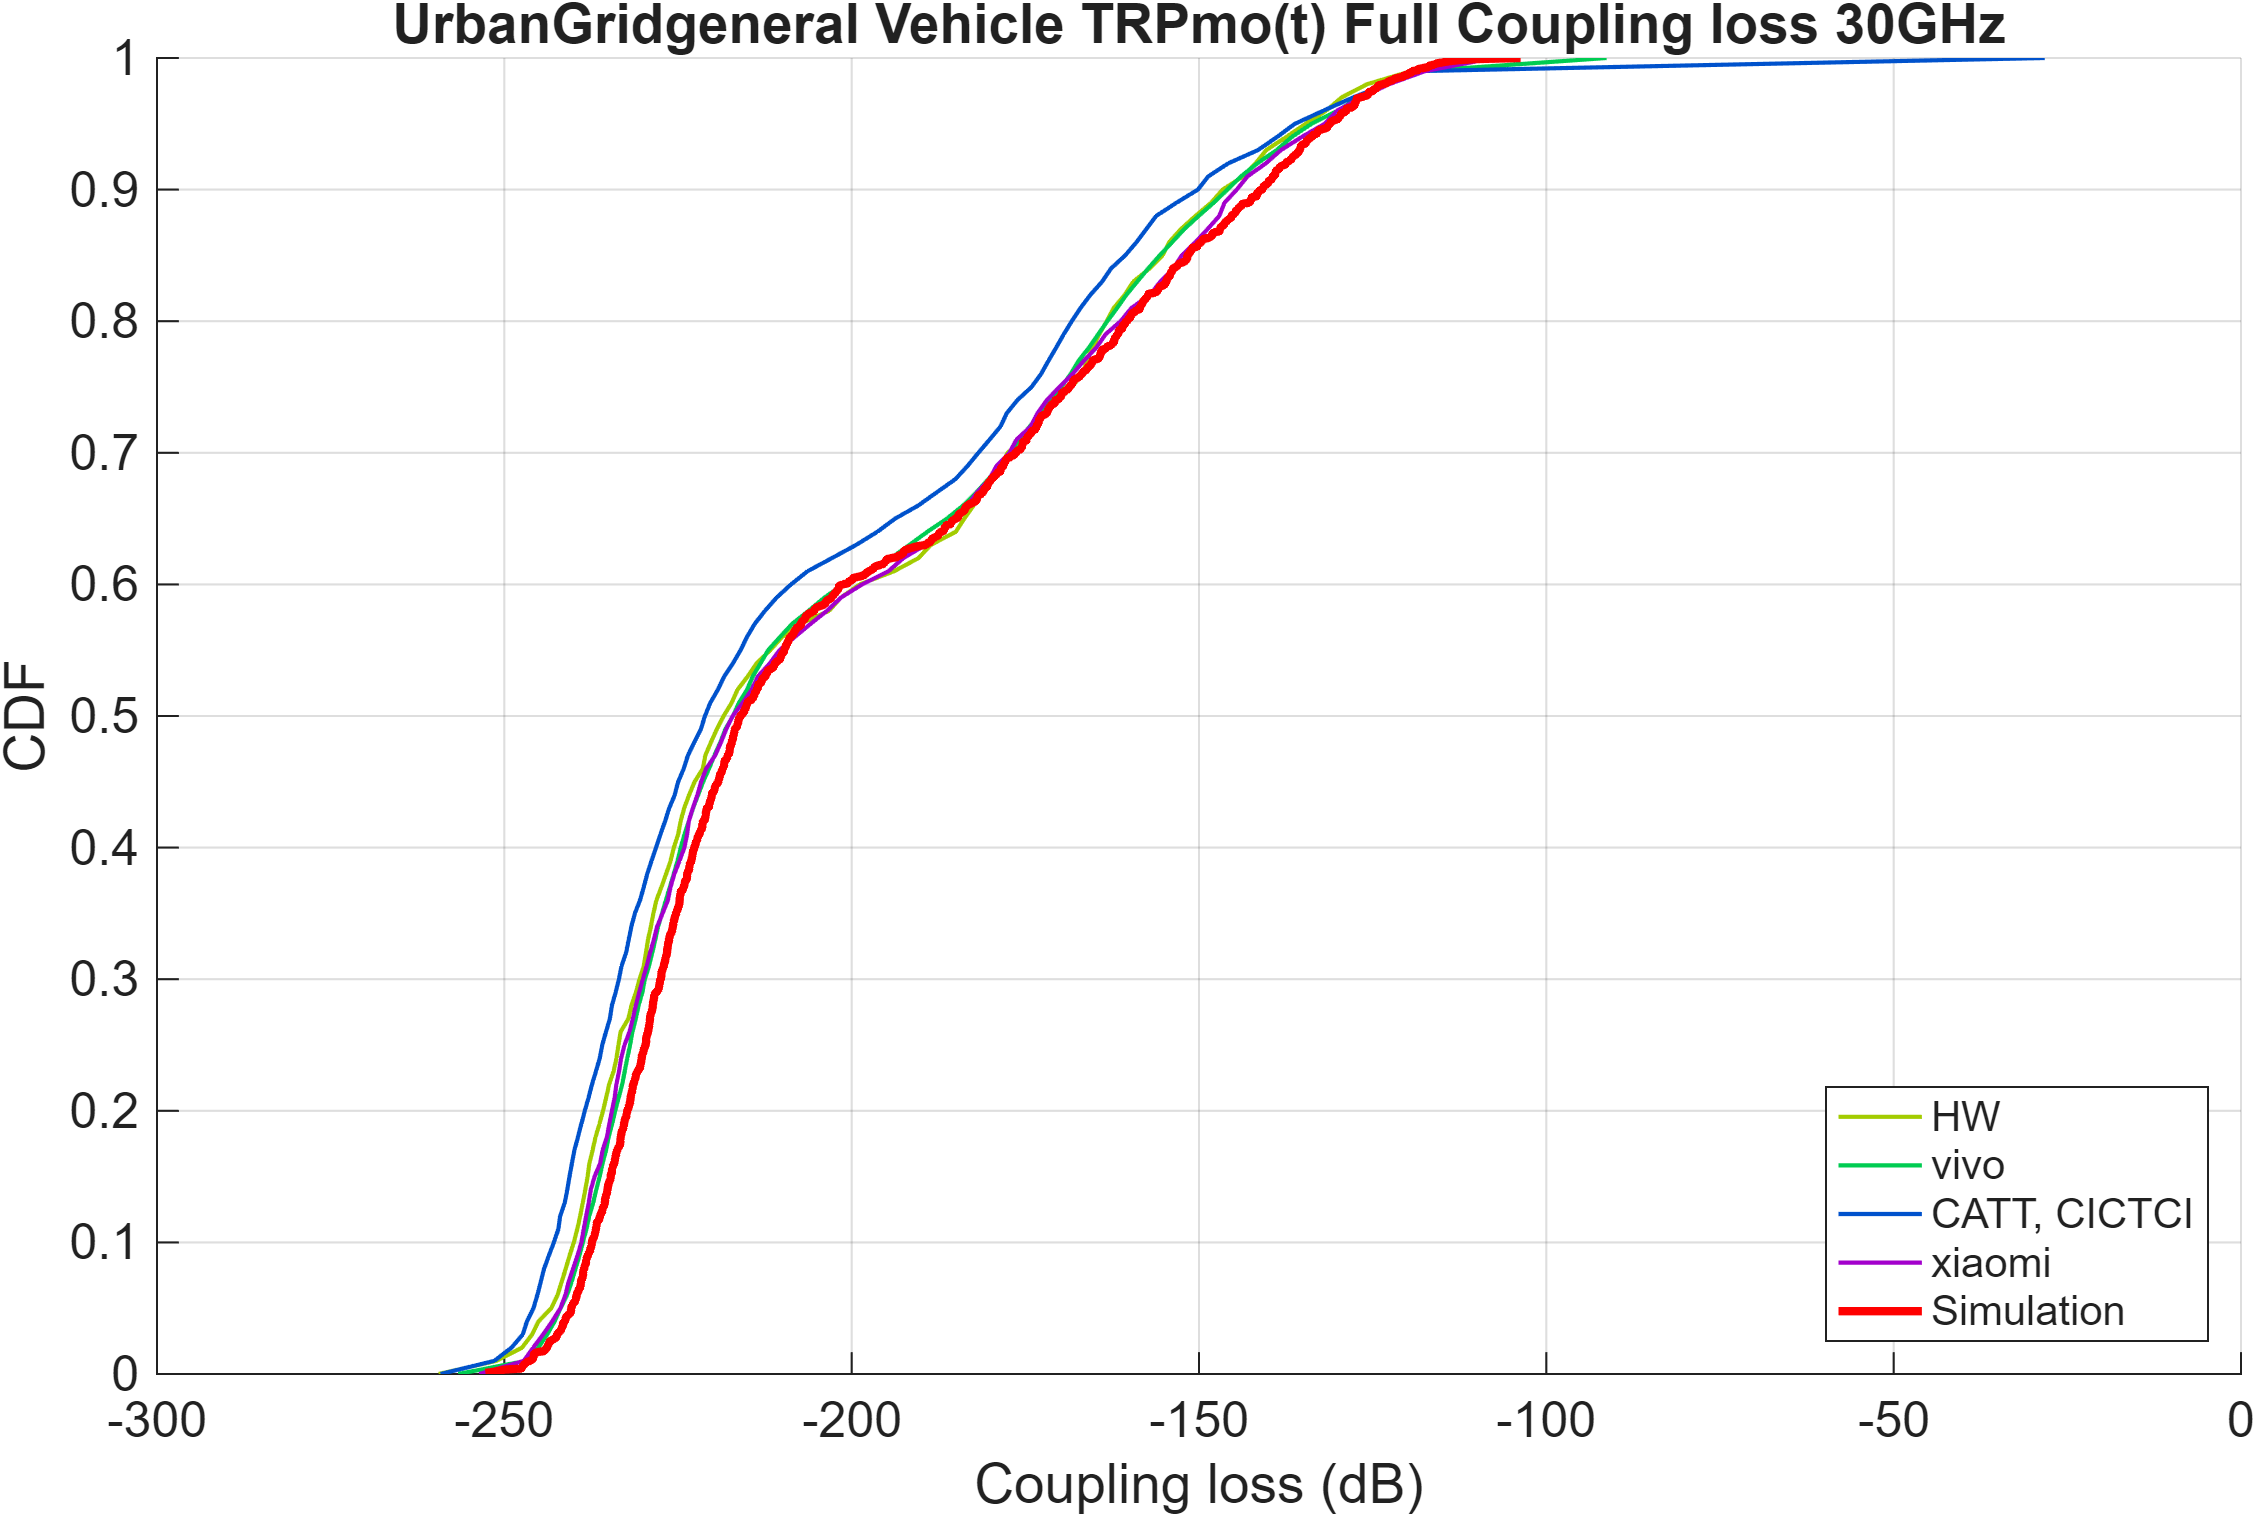 UrbanGridgeneral Vehicle TRPmo(t) Full Coupling loss 30GHz
1
0.9
0.8
0.7
0.6
0.5
0.4
0.3
0.2
0.1
0
CDF
-300
-250
-200
-150
-100
-50
0
Coupling loss (dB)
HW
vivo
CATT, CICTCI
xiaomi
Simulation